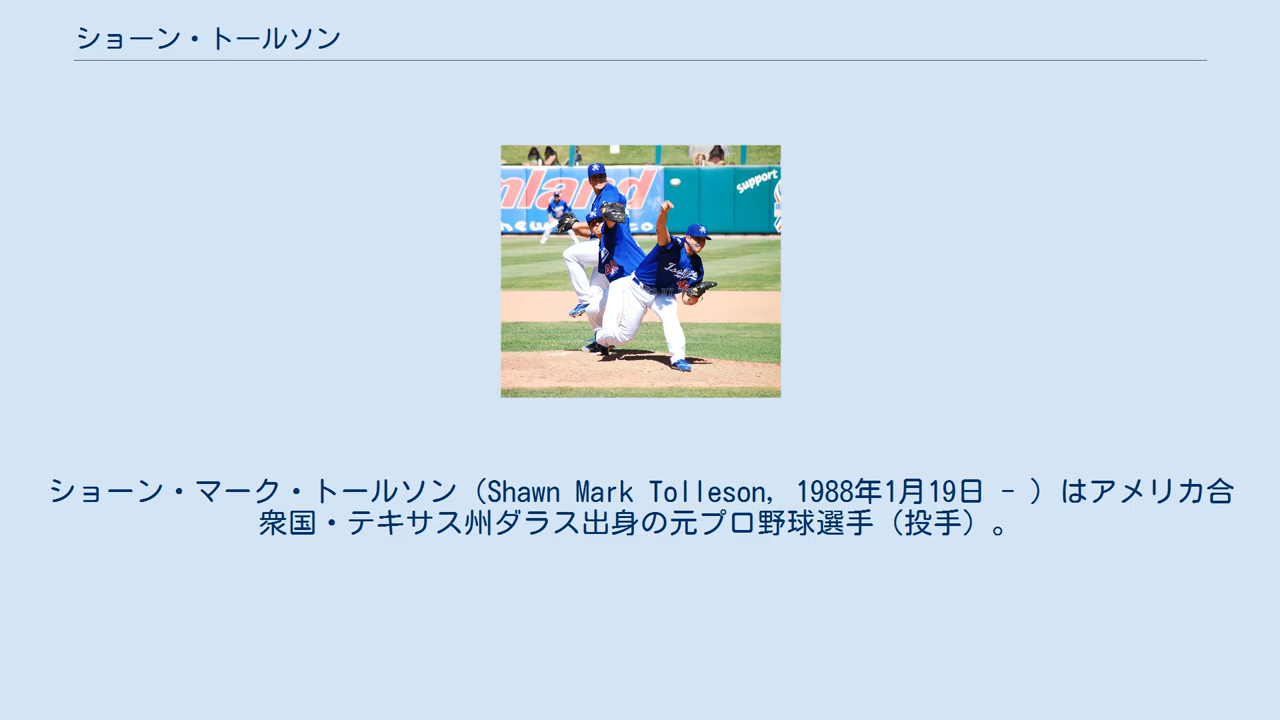 ショーン・トールソン
support
ショーン・マーク・トールソン（Shawn Mark Tolleson, 1988年1月19日 - ）はアメリカ合
衆国・テキサス州ダラス出身の元プロ野球選手（投手）。